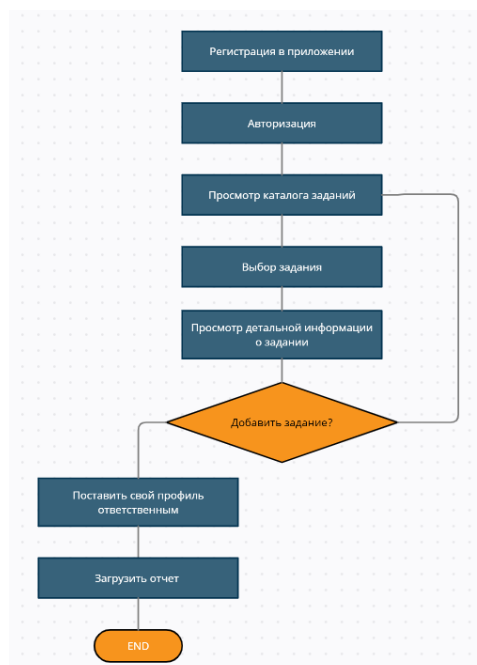 Регистрация в приложении
Авторизация
Просмотр каталога заданий
Выбор задания
Просмотр детальной информации
о задании
Добавить задание?
Поставить свой профиль
ответственным
Загрузить отчет
END